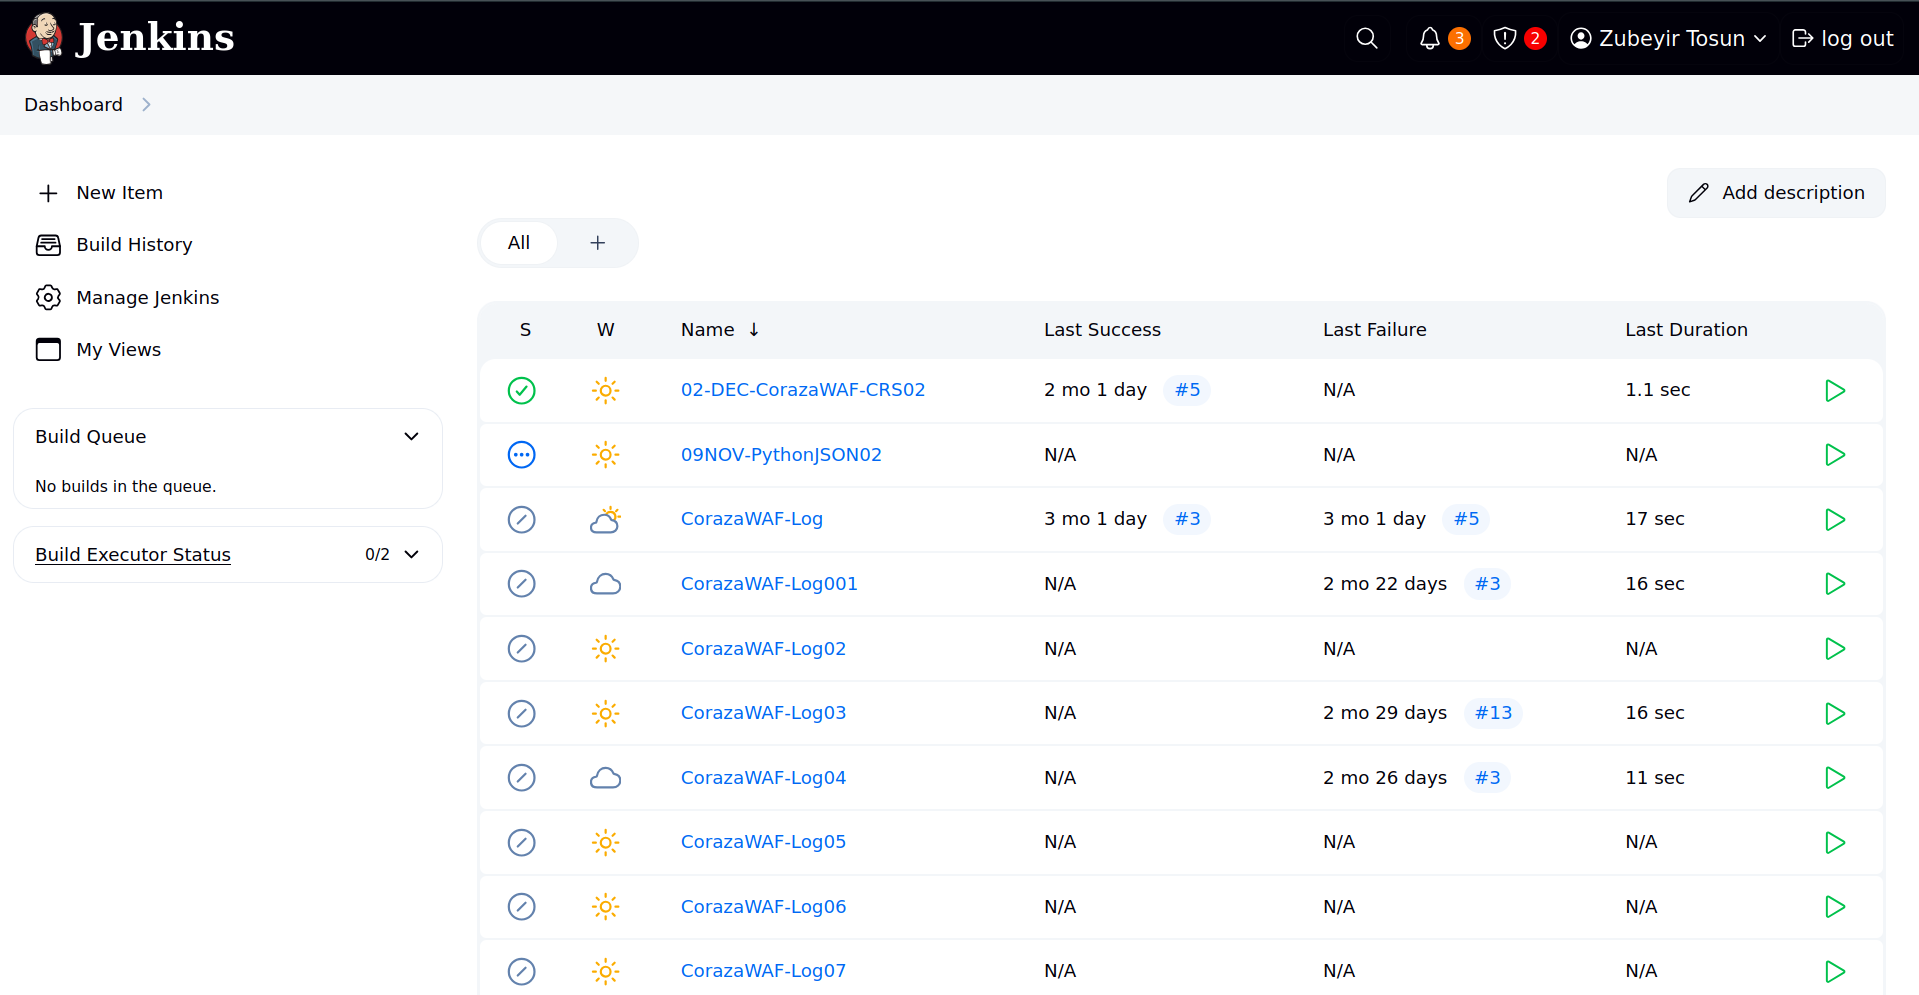 Jenkins
3 2 Zubeyir Tosun log out
Dashboard
New Item
Build History
Manage Jenkins
My Views
Build Queue
No builds in the queue.
Build Executor Status 0/2
Add description
All +
S W Name ↓ Last Success Last Failure Last Duration
02-DEC-CorazaWAF-CRS02 2 mo 1 day #5 N/A 1.1 sec
09NOV-PythonJSON02 N/A N/A N/A
CorazaWAF-Log 3 mo 1 day #3 3 mo 1 day #5 17 sec
CorazaWAF-Log001 N/A 2 mo 22 days #3 16 sec
CorazaWAF-Log02 N/A N/A N/A
CorazaWAF-Log03 N/A 2 mo 29 days #13 16 sec
CorazaWAF-Log04 N/A 2 mo 26 days #3 11 sec
CorazaWAF-Log05 N/A N/A N/A
CorazaWAF-Log06 N/A N/A N/A
CorazaWAF-Log07 N/A N/A N/A